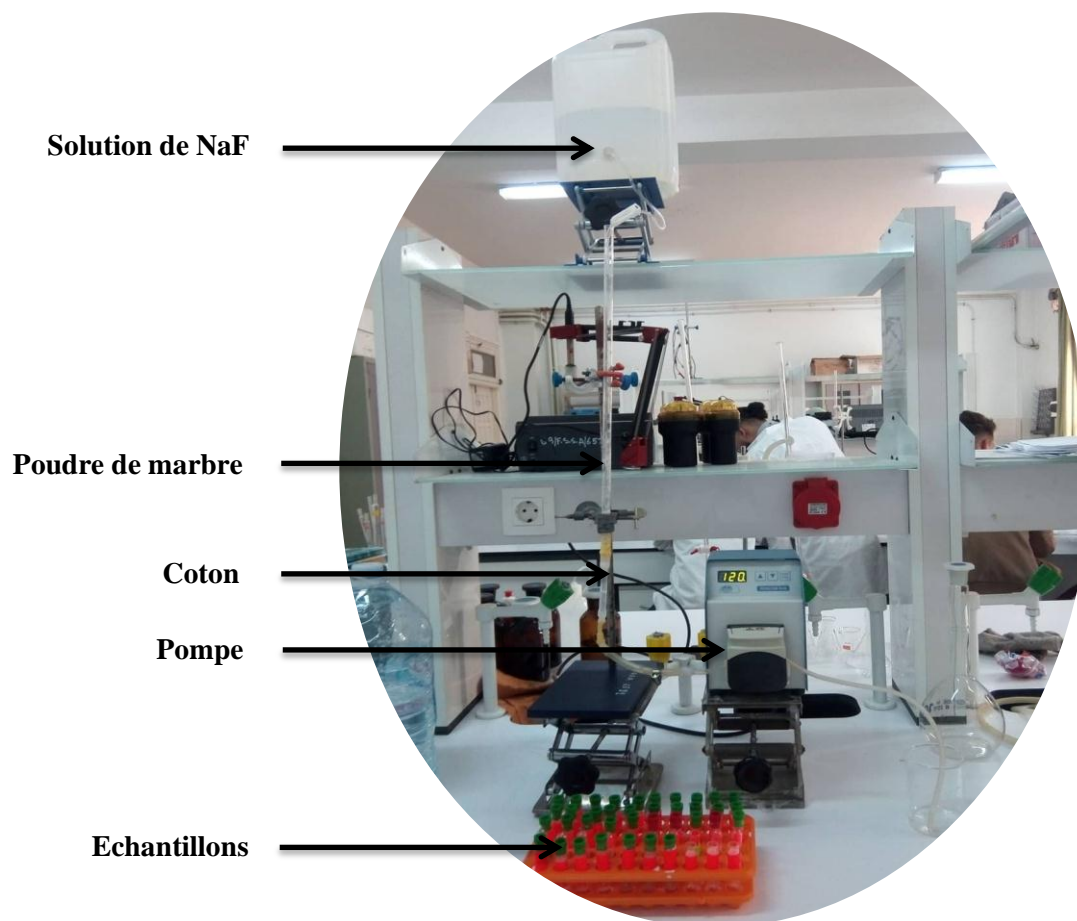 Solution de NaF
Poudre de marbre
Coton
120.
Pompe
Echantillons